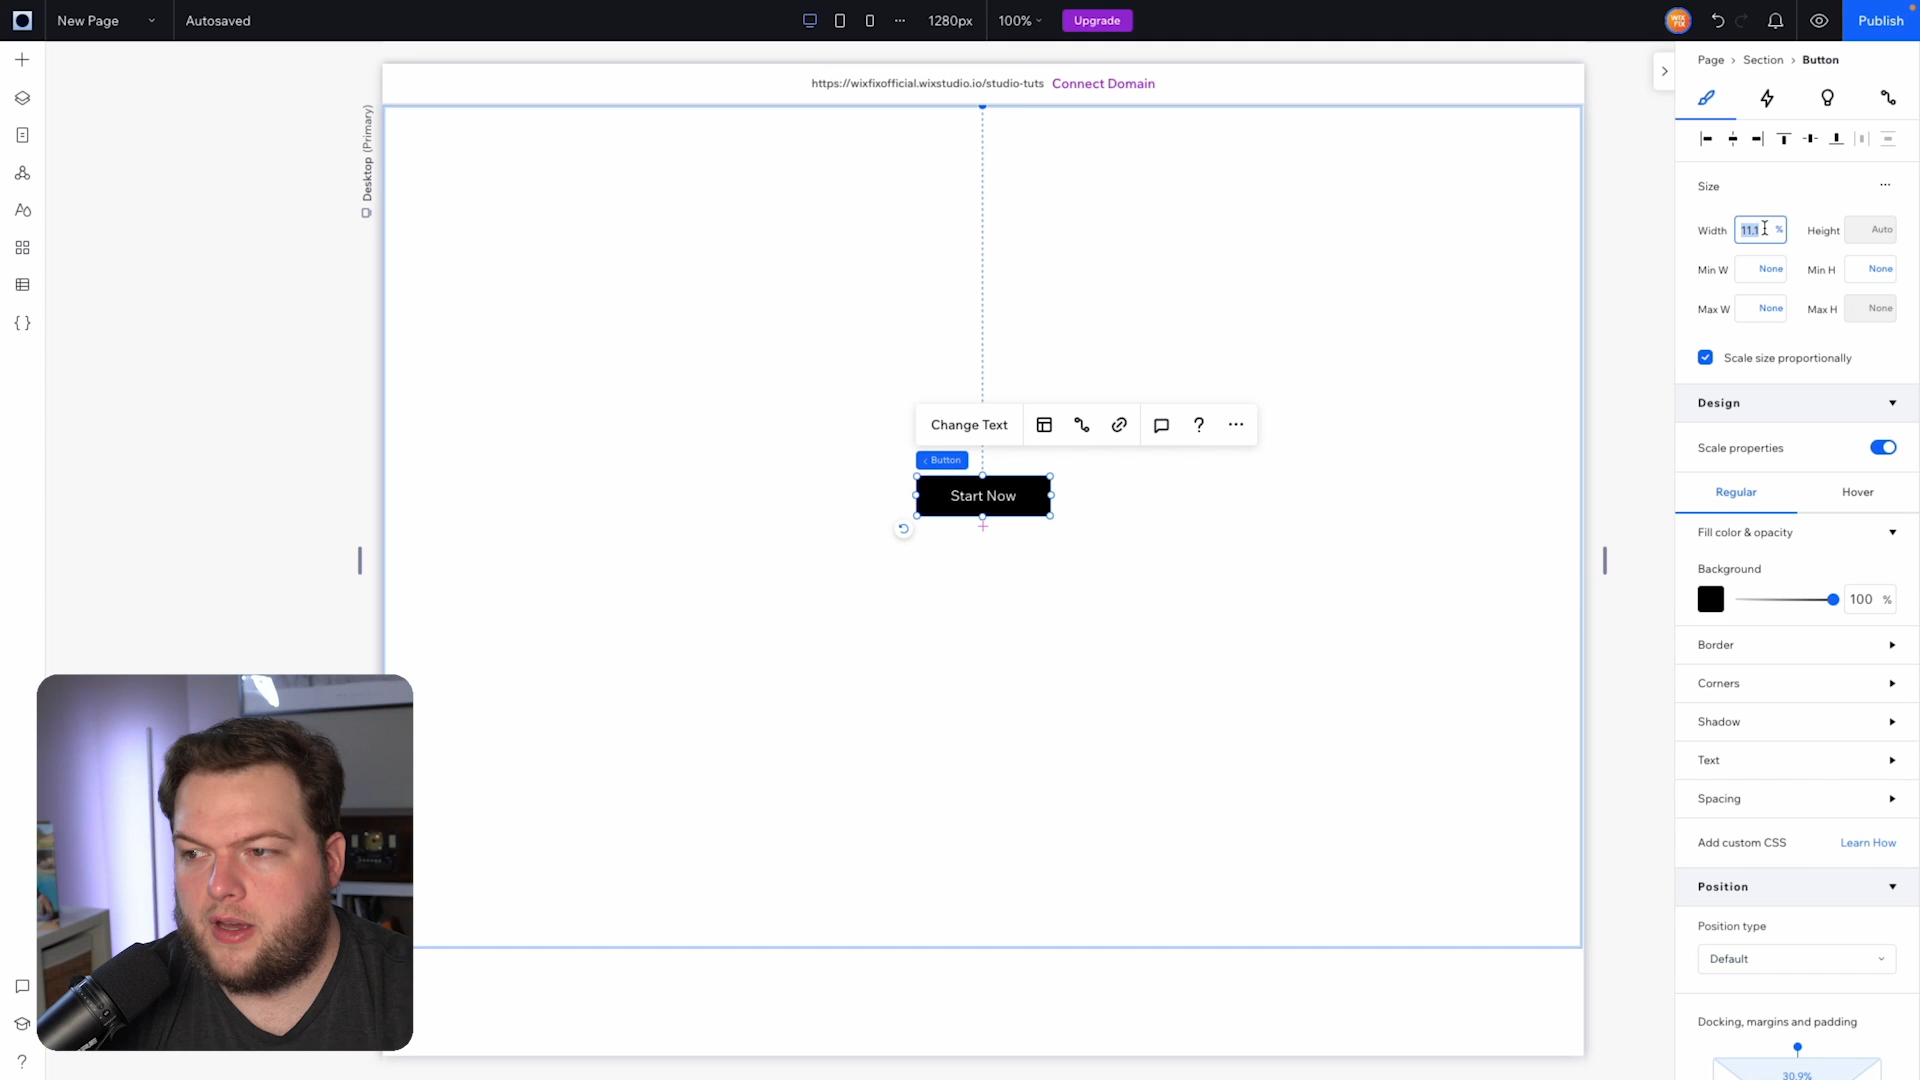 New Page
Autosaved
1280px
100%
Upgrade
WIX
FIX
Publish
https://wixfixofficial.wixstudio.io/studio-tuts Connect Domain
Desktop (Primary)
Page > Section > Button
Size
Width 11.1 % Height Auto
Min W None Min H None
Max W None Max H None
Scale size proportionally
Design
Scale properties
Regular Hover
Fill color & opacity
Background
100 %
Border
Corners
Shadow
Text
Spacing
Add custom CSS Learn How
Position
Position type
Default
Docking, margins and padding
30.9%
Change Text
Button
Start Now